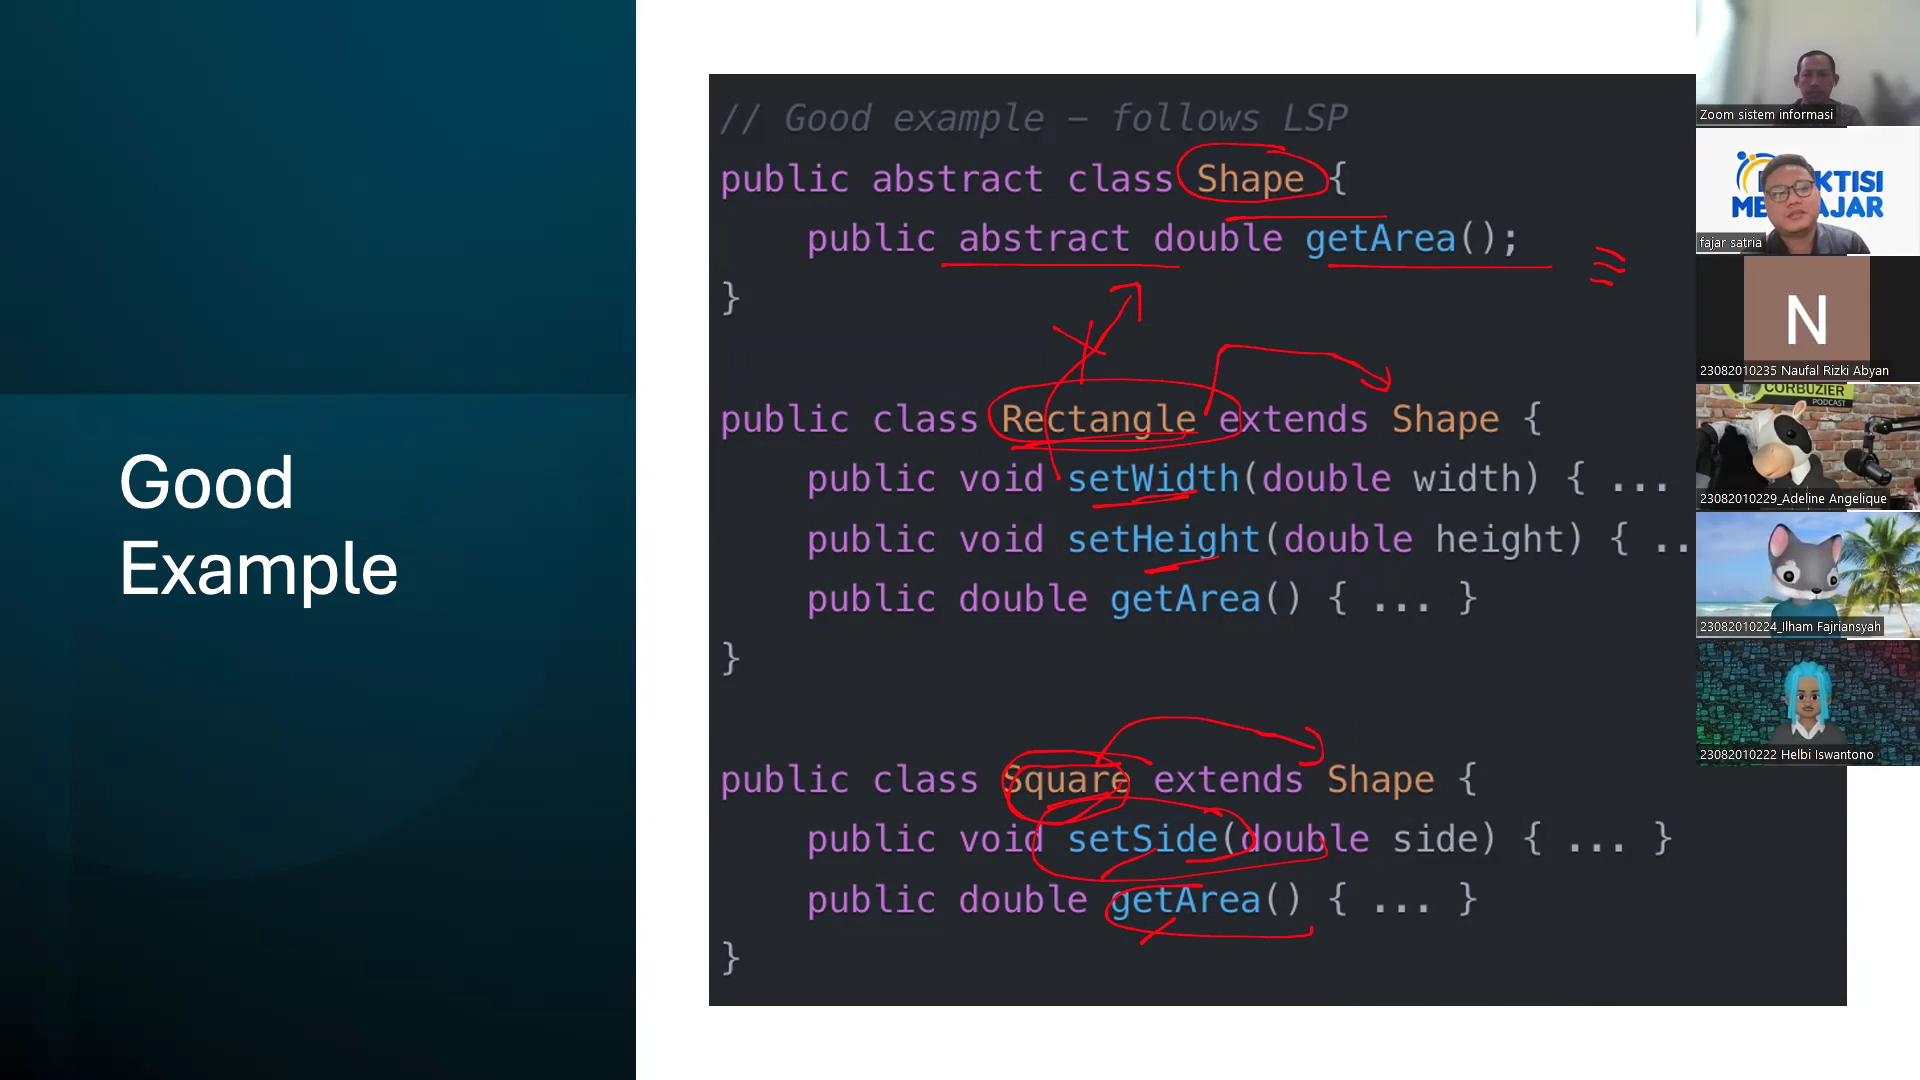 Good
Example
// Good example – follows LSP
public abstract class Shape {
public abstract double getArea();
}
public class Rectangle extends Shape {
public void setWidth(double width) { ...
public void setHeight(double height) { ..
public double getArea() { ... }
}
public class Square extends Shape {
public void setSide(double side) { ... }
public double getArea() { ... }
}
Zoom sistem informasi
KTISI
ME AJAR
fajar satria
N
23082010235 Naufal Rizki Abyan
CORBUZIER
PODCAST
23082010229_Adeline Angelique
23082010224_Ilham Fajriansyah
23082010222 Helbi Iswantono